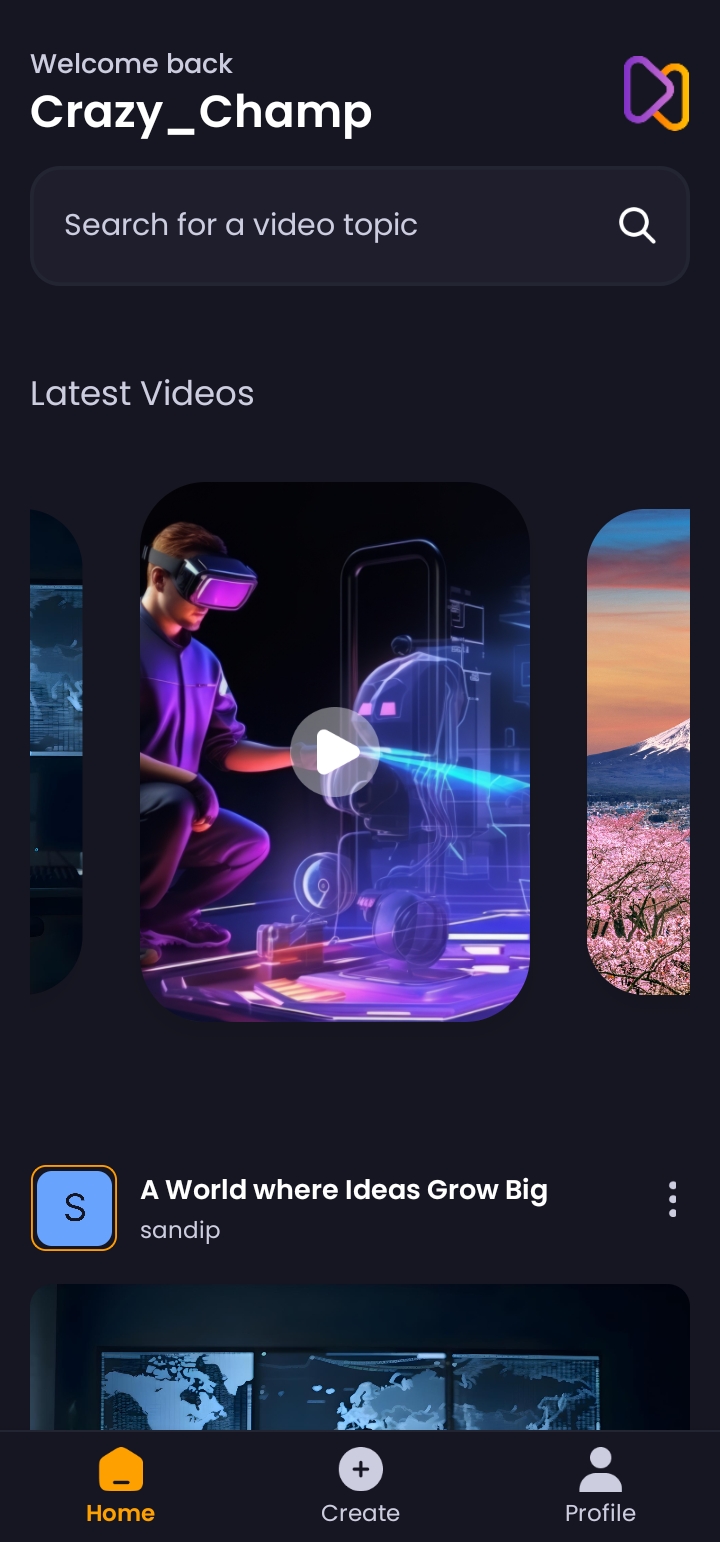 Welcome back
Crazy_Champ
Search for a video topic
Latest Videos
S
A World where Ideas Grow Big
sandip
Home
Create
Profile